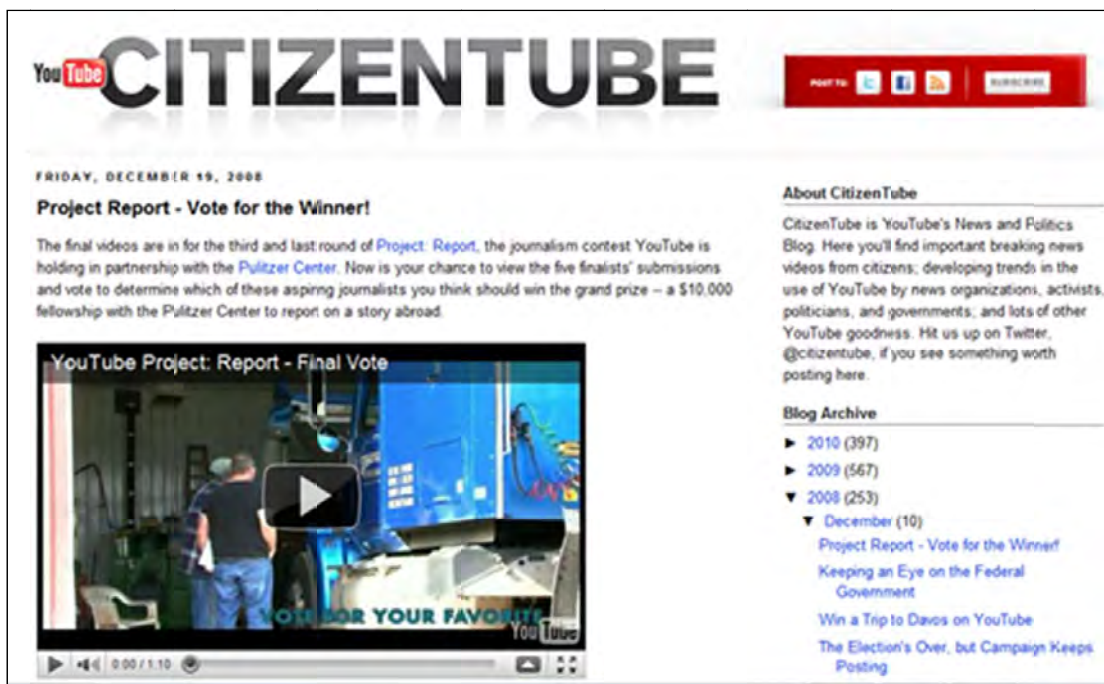 YouTube CITIZENTUBE
POST TO:
SUBSCRIBE
FRIDAY, DECEMBER 19, 2008
Project Report - Vote for the Winner!
The final videos are in for the third and last round of Project: Report, the journalism contest YouTube is
holding in partnership with the Pulitzer Center. Now is your chance to view the five finalists' submissions
and vote to determine which of these aspiring journalists you think should win the grand prize -- a $10,000
fellowship with the Pulitzer Center to report on a story abroad.
YouTube Project: Report - Final Vote
VOTE FOR YOUR FAVORITE
YouTube
0:00 / 1:10
About CitizenTube
CitizenTube is YouTube's News and Politics
Blog. Here you'll find important breaking news
videos from citizens; developing trends in the
use of YouTube by news organizations, activists,
politicians, and governments; and lots of other
YouTube goodness. Hit us up on Twitter,
@citizentube, if you see something worth
posting here.
Blog Archive
► 2010 (397)
► 2009 (567)
▼ 2008 (253)
▼ December (10)
Project Report - Vote for the Winner!
Keeping an Eye on the Federal
Government
Win a Trip to Davos on YouTube
The Election's Over, but Campaign Keeps
Posting